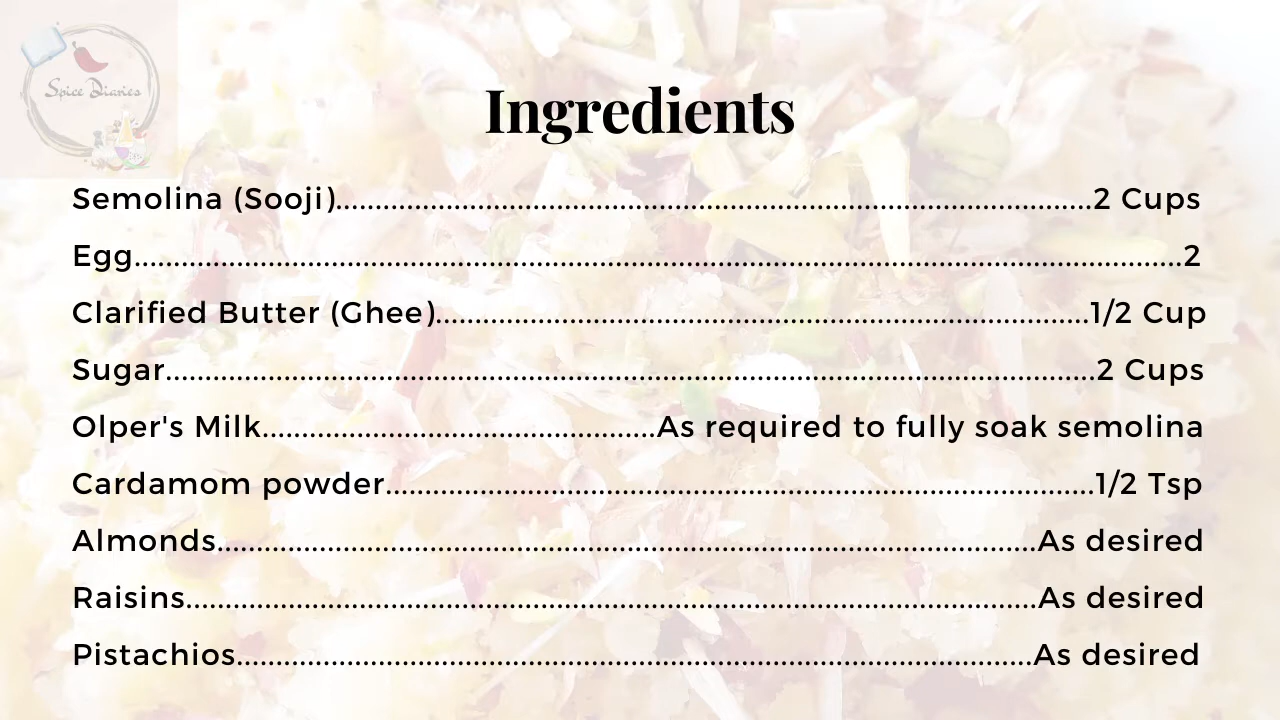 Spice Diaries
Ingredients
Semolina (Sooji)..........................................................................................2 Cups
Egg.............................................................................................................................2
Clarified Butter (Ghee)..............................................................................1/2 Cup
Sugar...............................................................................................................2 Cups
Olper's Milk...............................................As required to fully soak semolina
Cardamom powder.....................................................................................1/2 Tsp
Almonds....................................................................................................As desired
Raisins........................................................................................................As desired
Pistachios.................................................................................................As desired